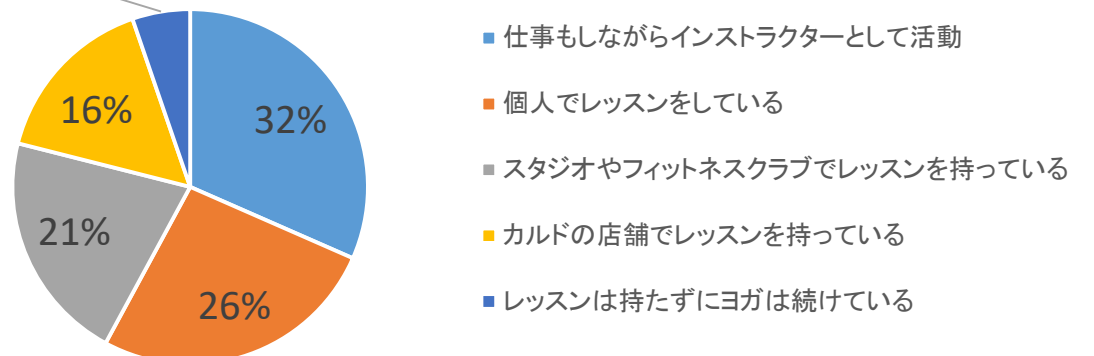 32%
26%
21%
16%
仕事もしながらインストラクターとして活動
個人でレッスンをしている
スタジオやフィットネスクラブでレッスンを持っている
カルドの店舗でレッスンを持っている
レッスンは持たずにヨガは続けている